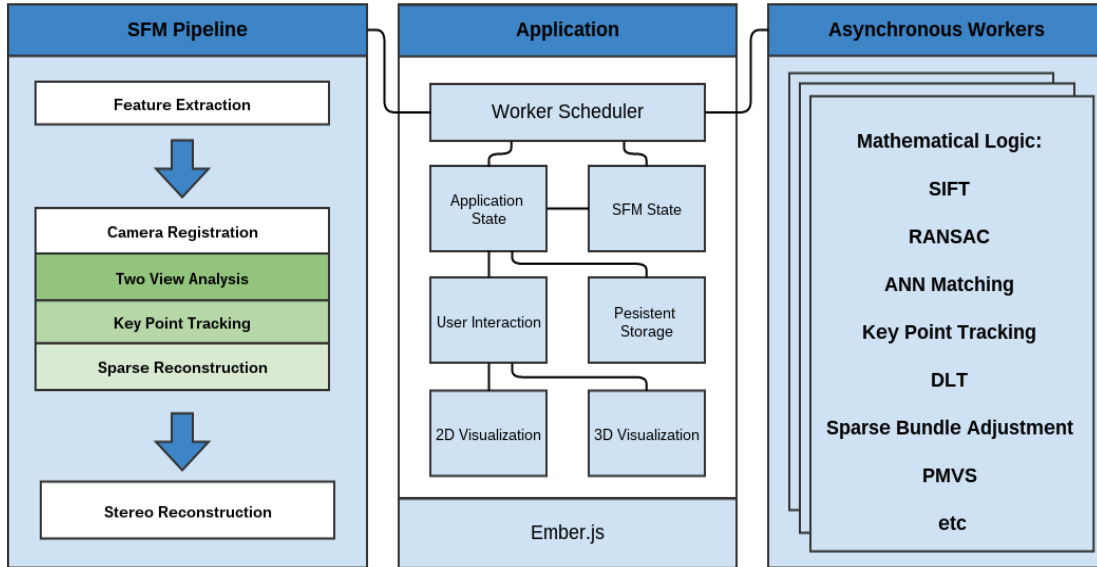 SFM Pipeline
Feature Extraction
Camera Registration
Two View Analysis
Key Point Tracking
Sparse Reconstruction
Stereo Reconstruction
Application
Worker Scheduler
Application
State
SFM State
User Interaction
Pesistent
Storage
2D Visualization
3D Visualization
Ember.js
Asynchronous Workers
Mathematical Logic:
SIFT
RANSAC
ANN Matching
Key Point Tracking
DLT
Sparse Bundle Adjustment
PMVS
etc